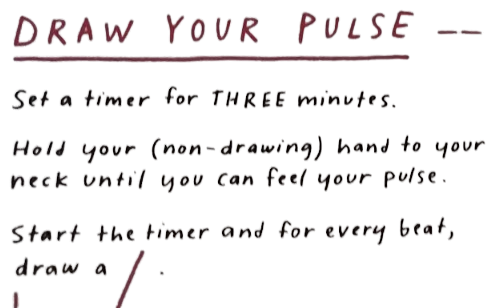 DRAW YOUR PULSE --
Set a timer for THREE minutes.
Hold your (non-drawing) hand to your
neck until you can feel your pulse.
Start the timer and for every beat,
draw a / .